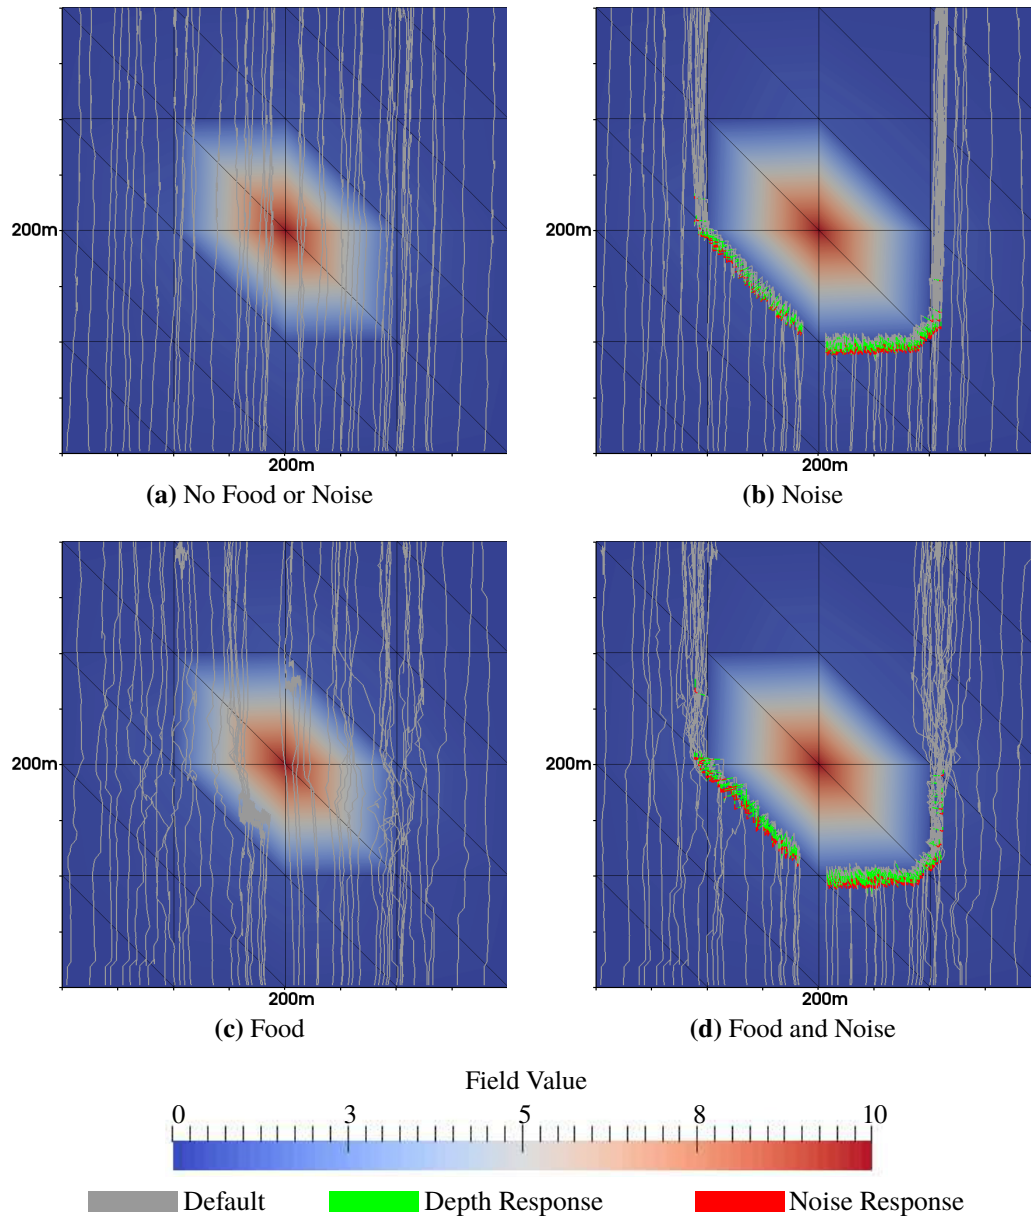 200m
200m
200m
(a) No Food or Noise
(b) Noise
200m
200m
200m
200m
200m
(c) Food
(d) Food and Noise
Field Value
0 3 5 8 10
Default Depth Response Noise Response